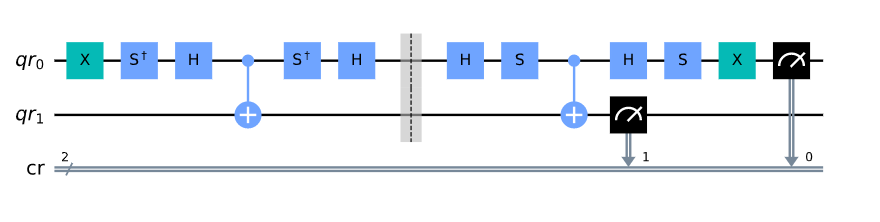 qr0 X S† H S† H H S H S X
qr1
cr 2 1 0